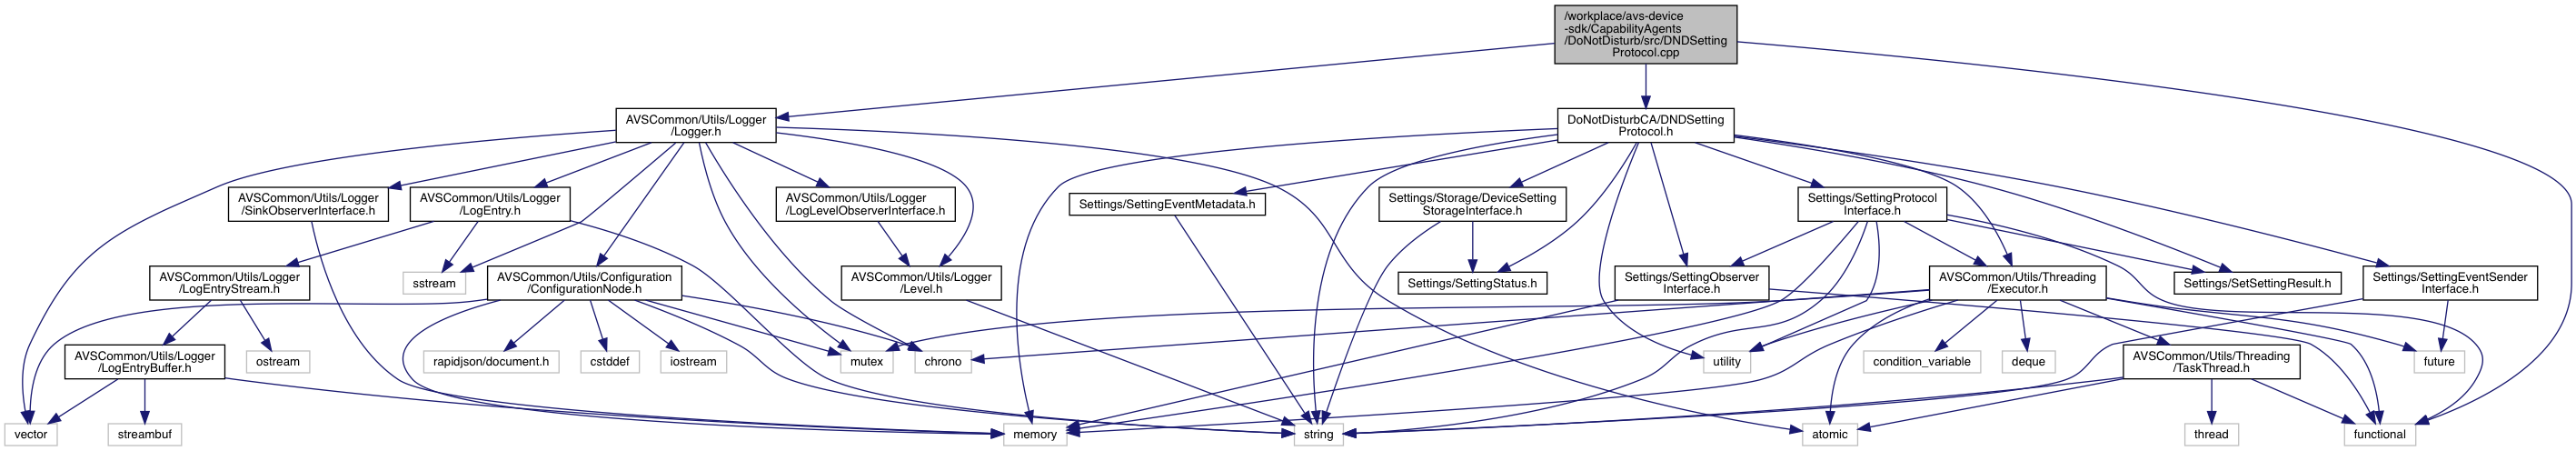 /workplace/avs-device
-sdk/CapabilityAgents
/DoNotDisturb/src/DNDSetting
Protocol.cpp
AVSCommon/Utils/Logger
/Logger.h
DoNotDisturbCA/DNDSetting
Protocol.h
AVSCommon/Utils/Logger
/SinkObserverInterface.h
AVSCommon/Utils/Logger
/LogEntry.h
AVSCommon/Utils/Logger
/LogLevelObserverInterface.h
Settings/SettingEventMetadata.h
Settings/Storage/DeviceSetting
StorageInterface.h
Settings/SettingProtocol
Interface.h
AVSCommon/Utils/Logger
/LogEntryStream.h
sstream
AVSCommon/Utils/Configuration
/ConfigurationNode.h
AVSCommon/Utils/Logger
/Level.h
Settings/SettingStatus.h
Settings/SettingObserver
Interface.h
AVSCommon/Utils/Threading
/Executor.h
Settings/SetSettingResult.h
Settings/SettingEventSender
Interface.h
AVSCommon/Utils/Logger
/LogEntryBuffer.h
ostream
rapidjson/document.h
cstddef
iostream
mutex
chrono
utility
condition_variable
deque
AVSCommon/Utils/Threading
/TaskThread.h
future
vector
streambuf
memory
string
atomic
thread
functional